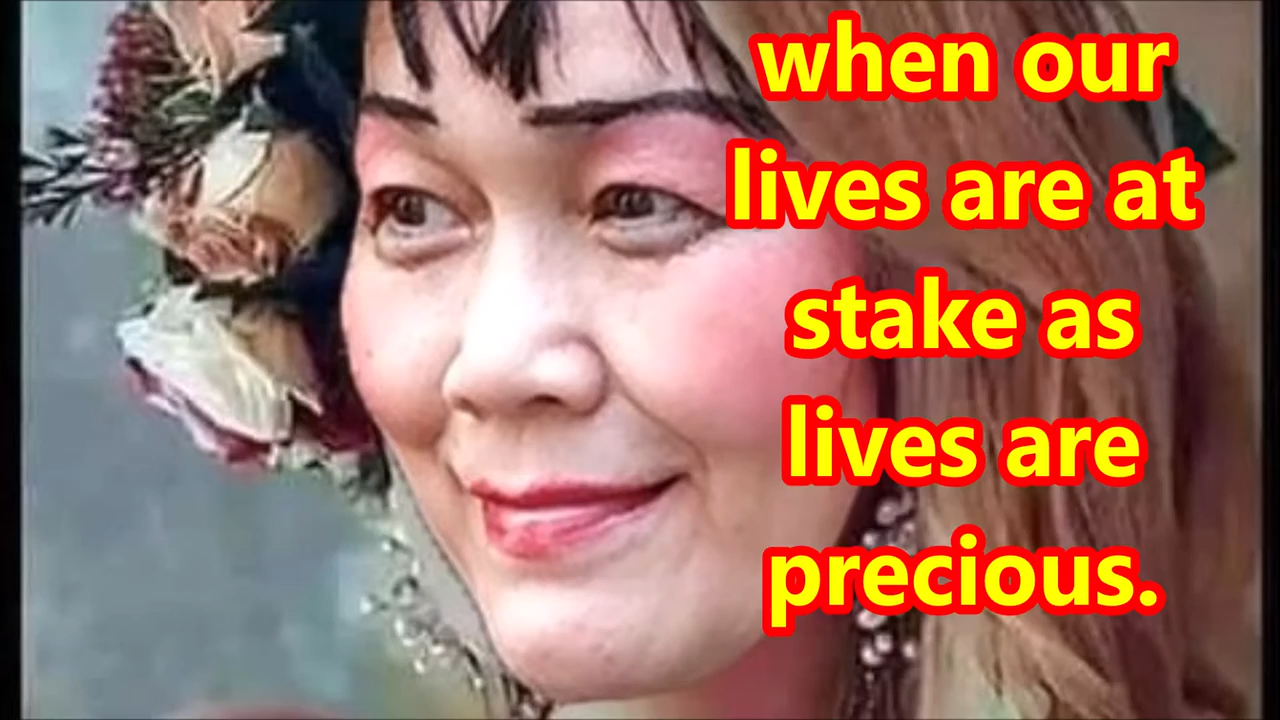 when our
lives are at
stake as
lives are
precious.